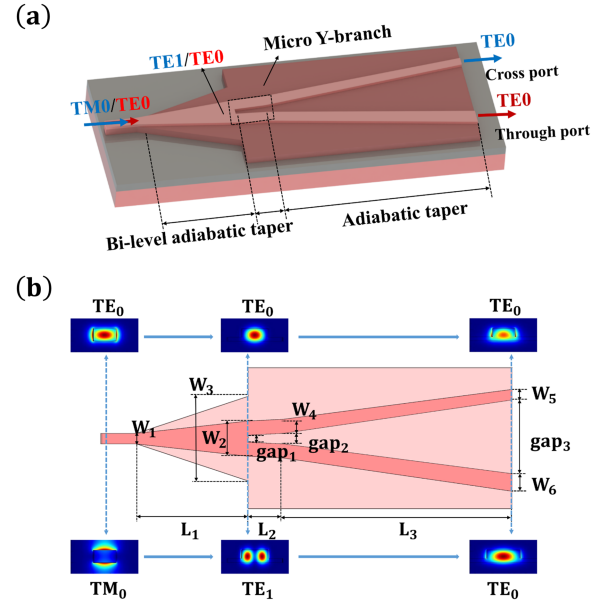 (a)
Micro Y-branch
TE1/TE0
TE0
Cross port
TM0/TE0
TE0
Through port
Bi-level adiabatic taper
Adiabatic taper
(b)
TE₀ TE₀ TE₀
W₃
W₁
W₂
W₄
W₅
gap₁
gap₂
gap₃
W₆
L₁ L₂ L₃
TM₀ TE₁ TE₀